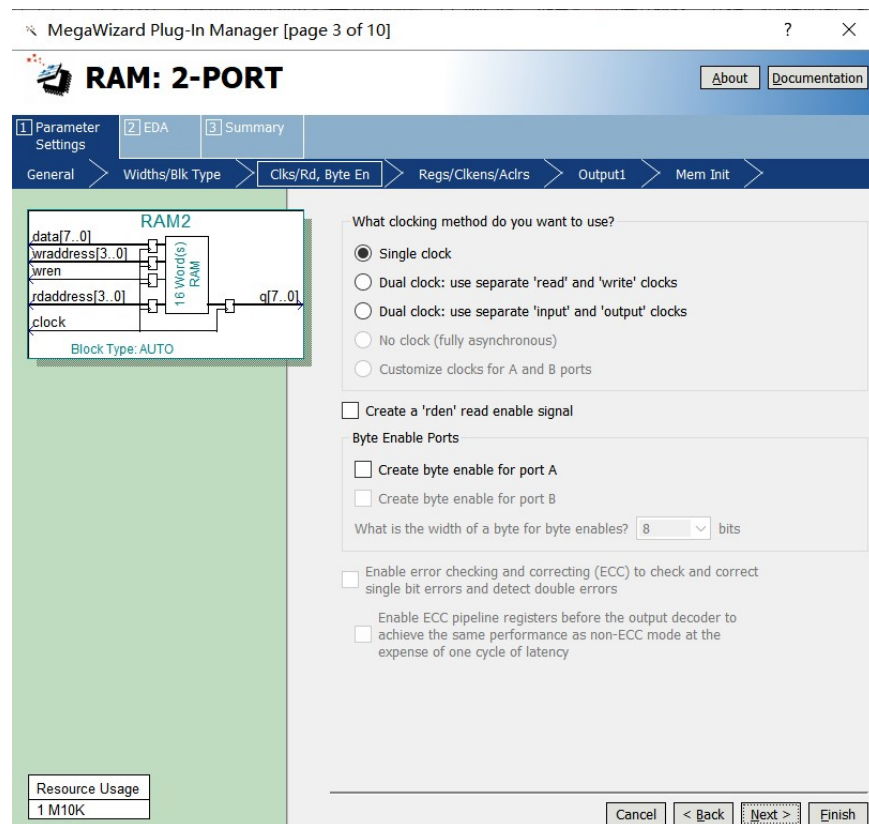 MegaWizard Plug-In Manager [page 3 of 10]
?
RAM: 2-PORT
About
Documentation
1 Parameter Settings
2 EDA
3 Summary
General
Widths/Blk Type
Clks/Rd, Byte En
Regs/Clkens/Aclrs
Output1
Mem Init
RAM2
data[7..0]
wraddress[3..0]
wren
rdaddress[3..0]
clock
16 Word(s)
RAM
q[7..0]
Block Type: AUTO
What clocking method do you want to use?
Single clock
Dual clock: use separate 'read' and 'write' clocks
Dual clock: use separate 'input' and 'output' clocks
No clock (fully asynchronous)
Customize clocks for A and B ports
Create a 'rden' read enable signal
Byte Enable Ports
Create byte enable for port A
Create byte enable for port B
What is the width of a byte for byte enables? 8 bits
Enable error checking and correcting (ECC) to check and correct
single bit errors and detect double errors
Enable ECC pipeline registers before the output decoder to
achieve the same performance as non-ECC mode at the
expense of one cycle of latency
Resource Usage
1 M10K
Cancel
< Back
Next >
Finish